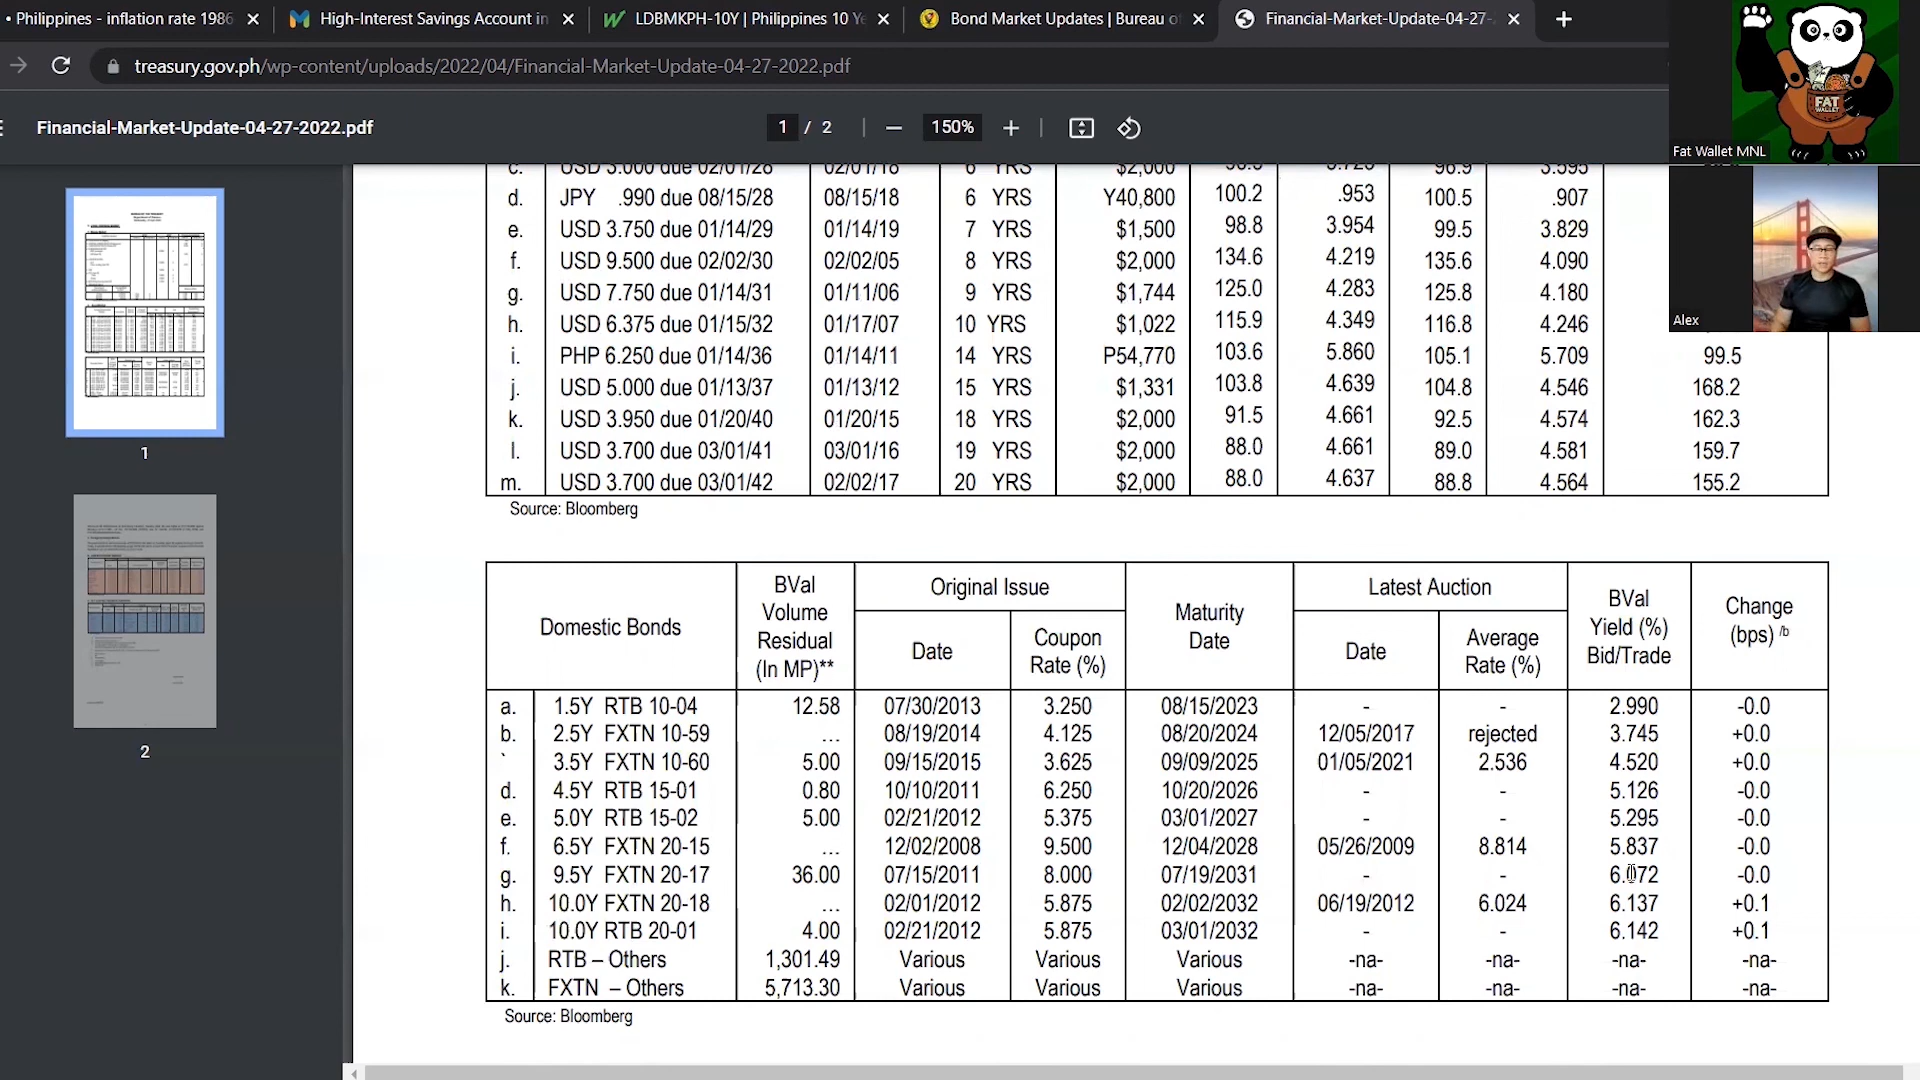 • Philippines - inflation rate 1986
High-Interest Savings Account in
LDBMKPH-10Y | Philippines 10 Ye
Bond Market Updates | Bureau of
Financial-Market-Update-04-27-
treasury.gov.ph/wp-content/uploads/2022/04/Financial-Market-Update-04-27-2022.pdf
Financial-Market-Update-04-27-2022.pdf
1 / 2
150%
FAT
Fat Wallet MNL
Alex
1
2
c. USD 3.000 due 02/01/28 02/01/18 6 YRS $2,000 96.9 3.595
d. JPY .990 due 08/15/28 08/15/18 6 YRS Y40,800 100.2 .953 100.5 .907
e. USD 3.750 due 01/14/29 01/14/19 7 YRS $1,500 98.8 3.954 99.5 3.829
f. USD 9.500 due 02/02/30 02/02/05 8 YRS $2,000 134.6 4.219 135.6 4.090
g. USD 7.750 due 01/14/31 01/11/06 9 YRS $1,744 125.0 4.283 125.8 4.180
h. USD 6.375 due 01/15/32 01/17/07 10 YRS $1,022 115.9 4.349 116.8 4.246
i. PHP 6.250 due 01/14/36 01/14/11 14 YRS P54,770 103.6 5.860 105.1 5.709 99.5
j. USD 5.000 due 01/13/37 01/13/12 15 YRS $1,331 103.8 4.639 104.8 4.546 168.2
k. USD 3.950 due 01/20/40 01/20/15 18 YRS $2,000 91.5 4.661 92.5 4.574 162.3
l. USD 3.700 due 03/01/41 03/01/16 19 YRS $2,000 88.0 4.661 89.0 4.581 159.7
m. USD 3.700 due 03/01/42 02/02/17 20 YRS $2,000 88.0 4.637 88.8 4.564 155.2
Source: Bloomberg
Domestic Bonds
BVal
Volume
Residual
(In MP)**
Original Issue
Date
Coupon
Rate (%)
Maturity
Date
Latest Auction
Date
Average
Rate (%)
BVal
Yield (%)
Bid/Trade
Change
(bps) /b
a. 1.5Y RTB 10-04 12.58 07/30/2013 3.250 08/15/2023 - - 2.990 -0.0
b. 2.5Y FXTN 10-59 ... 08/19/2014 4.125 08/20/2024 12/05/2017 rejected 3.745 +0.0
` 3.5Y FXTN 10-60 5.00 09/15/2015 3.625 09/09/2025 01/05/2021 2.536 4.520 +0.0
d. 4.5Y RTB 15-01 0.80 10/10/2011 6.250 10/20/2026 - - 5.126 -0.0
e. 5.0Y RTB 15-02 5.00 02/21/2012 5.375 03/01/2027 - - 5.295 -0.0
f. 6.5Y FXTN 20-15 ... 12/02/2008 9.500 12/04/2028 05/26/2009 8.814 5.837 -0.0
g. 9.5Y FXTN 20-17 36.00 07/15/2011 8.000 07/19/2031 - - -0.0
h. 10.0Y FXTN 20-18 ... 02/01/2012 5.875 02/02/2032 06/19/2012 6.024 6.137 +0.1
i. 10.0Y RTB 20-01 4.00 02/21/2012 5.875 03/01/2032 - - 6.142 +0.1
j. RTB – Others 1,301.49 Various Various Various -na- -na- -na- -na-
k. FXTN – Others 5,713.30 Various Various Various -na- -na- -na- -na-
Source: Bloomberg